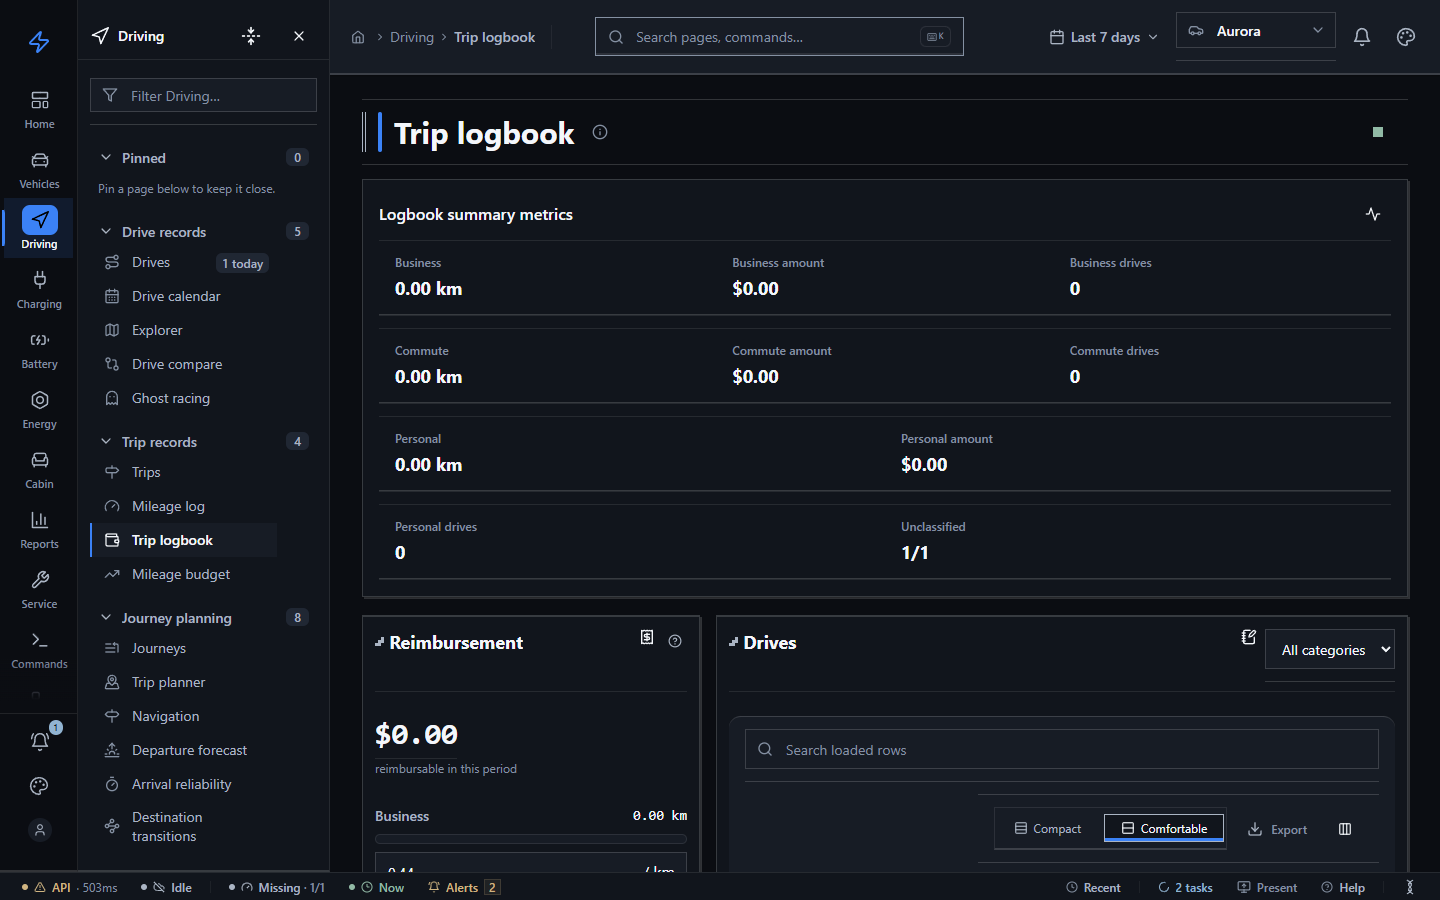 Home
Vehicles
Driving
Charging
Battery
Energy
Cabin
Reports
Service
Commands
1
Driving
Filter Driving...
Pinned 0
Pin a page below to keep it close.
Drive records 5
Drives 1 today
Drive calendar
Explorer
Drive compare
Ghost racing
Trip records 4
Trips
Mileage log
Trip logbook
Mileage budget
Journey planning 8
Journeys
Trip planner
Navigation
Departure forecast
Arrival reliability
Destination
transitions
Driving Trip logbook
Search pages, commands... K
Last 7 days
Aurora
Trip logbook
Logbook summary metrics
Business Business amount Business drives
0.00 km $0.00 0
Commute Commute amount Commute drives
0.00 km $0.00 0
Personal Personal amount
0.00 km $0.00
Personal drives Unclassified
0 1/1
Reimbursement
$0.00
reimbursable in this period
Business 0.00 km
0.44 / km
Drives
All categories
Search loaded rows
Compact Comfortable Export
API · 503ms Idle Missing · 1/1 Now Alerts 2 Recent 2 tasks Present Help